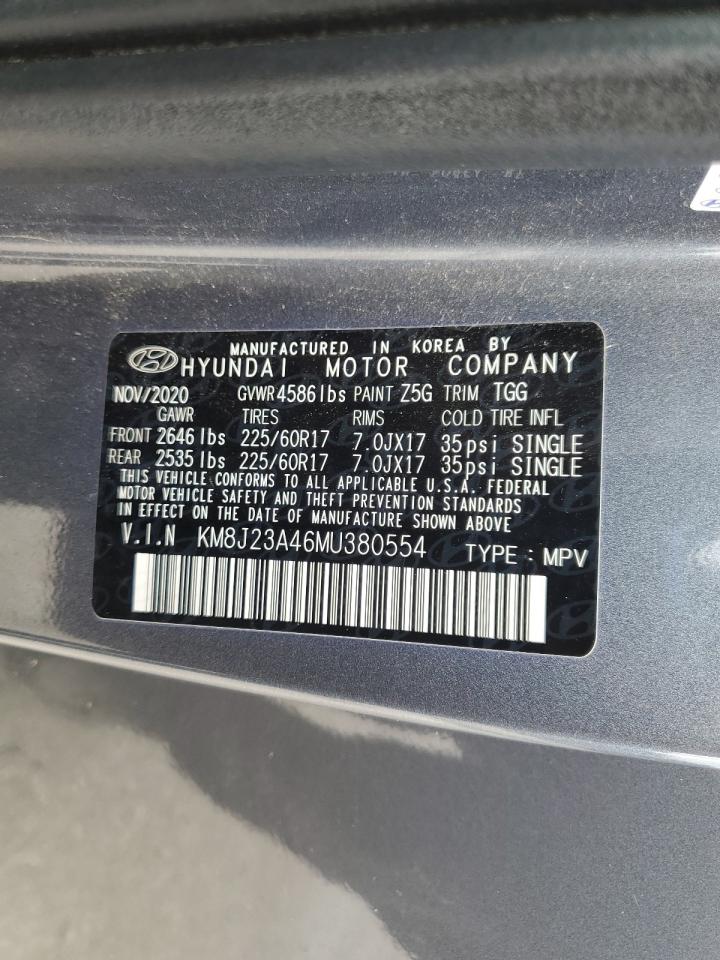 MANUFACTURED IN KOREA BY
HYUNDAI MOTOR COMPANY
NOV/2020 GVWR 4586lbs PAINT Z5G TRIM TGG
GAWR TIRES RIMS COLD TIRE INFL
FRONT 2646 lbs 225/60R17 7.0JX17 35psi SINGLE
REAR 2535 lbs 225/60R17 7.0JX17 35psi SINGLE
THIS VEHICLE CONFORMS TO ALL APPLICABLE U.S.A. FEDERAL
MOTOR VEHICLE SAFETY AND THEFT PREVENTION STANDARDS
IN EFFECT ON THE DATE OF MANUFACTURE SHOWN ABOVE
V.I.N KM8J23A46MU380554 TYPE : MPV